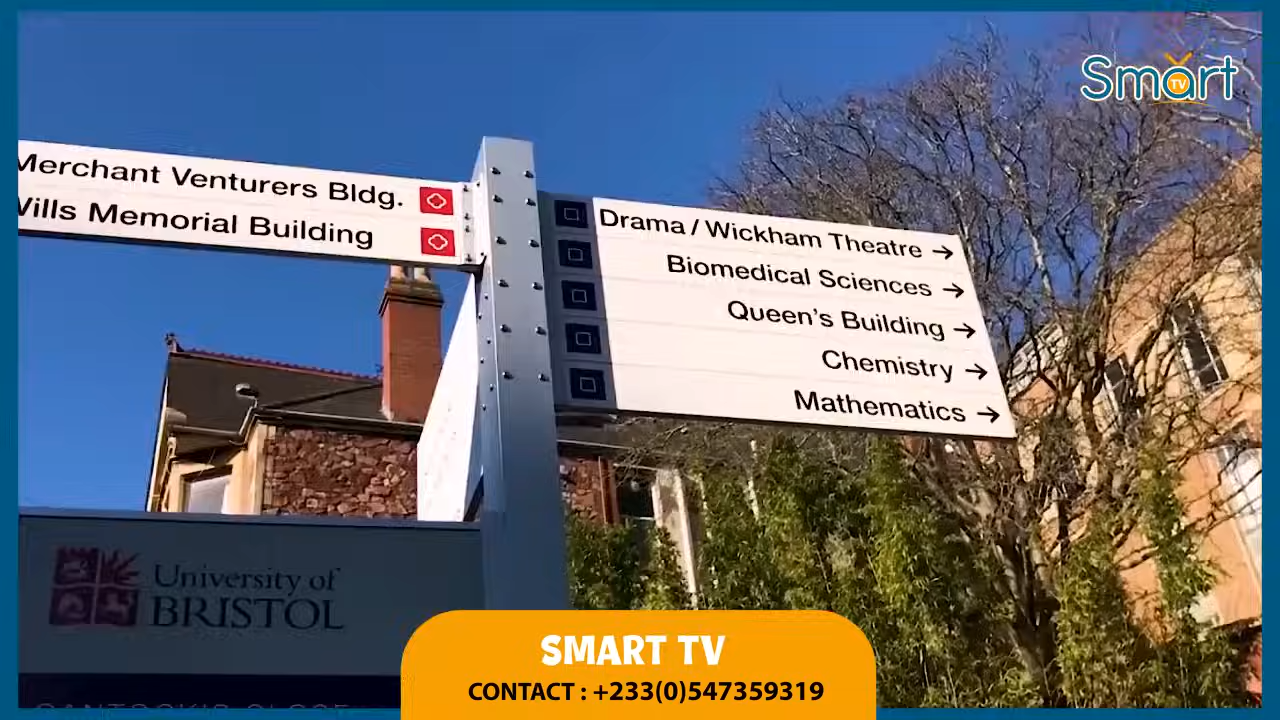 Smart
TV
Merchant Venturers Bldg.
Wills Memorial Building
Drama / Wickham Theatre →
Biomedical Sciences →
Queen's Building →
Chemistry →
Mathematics →
University of
BRISTOL
SMART TV
CONTACT : +233(0)547359319